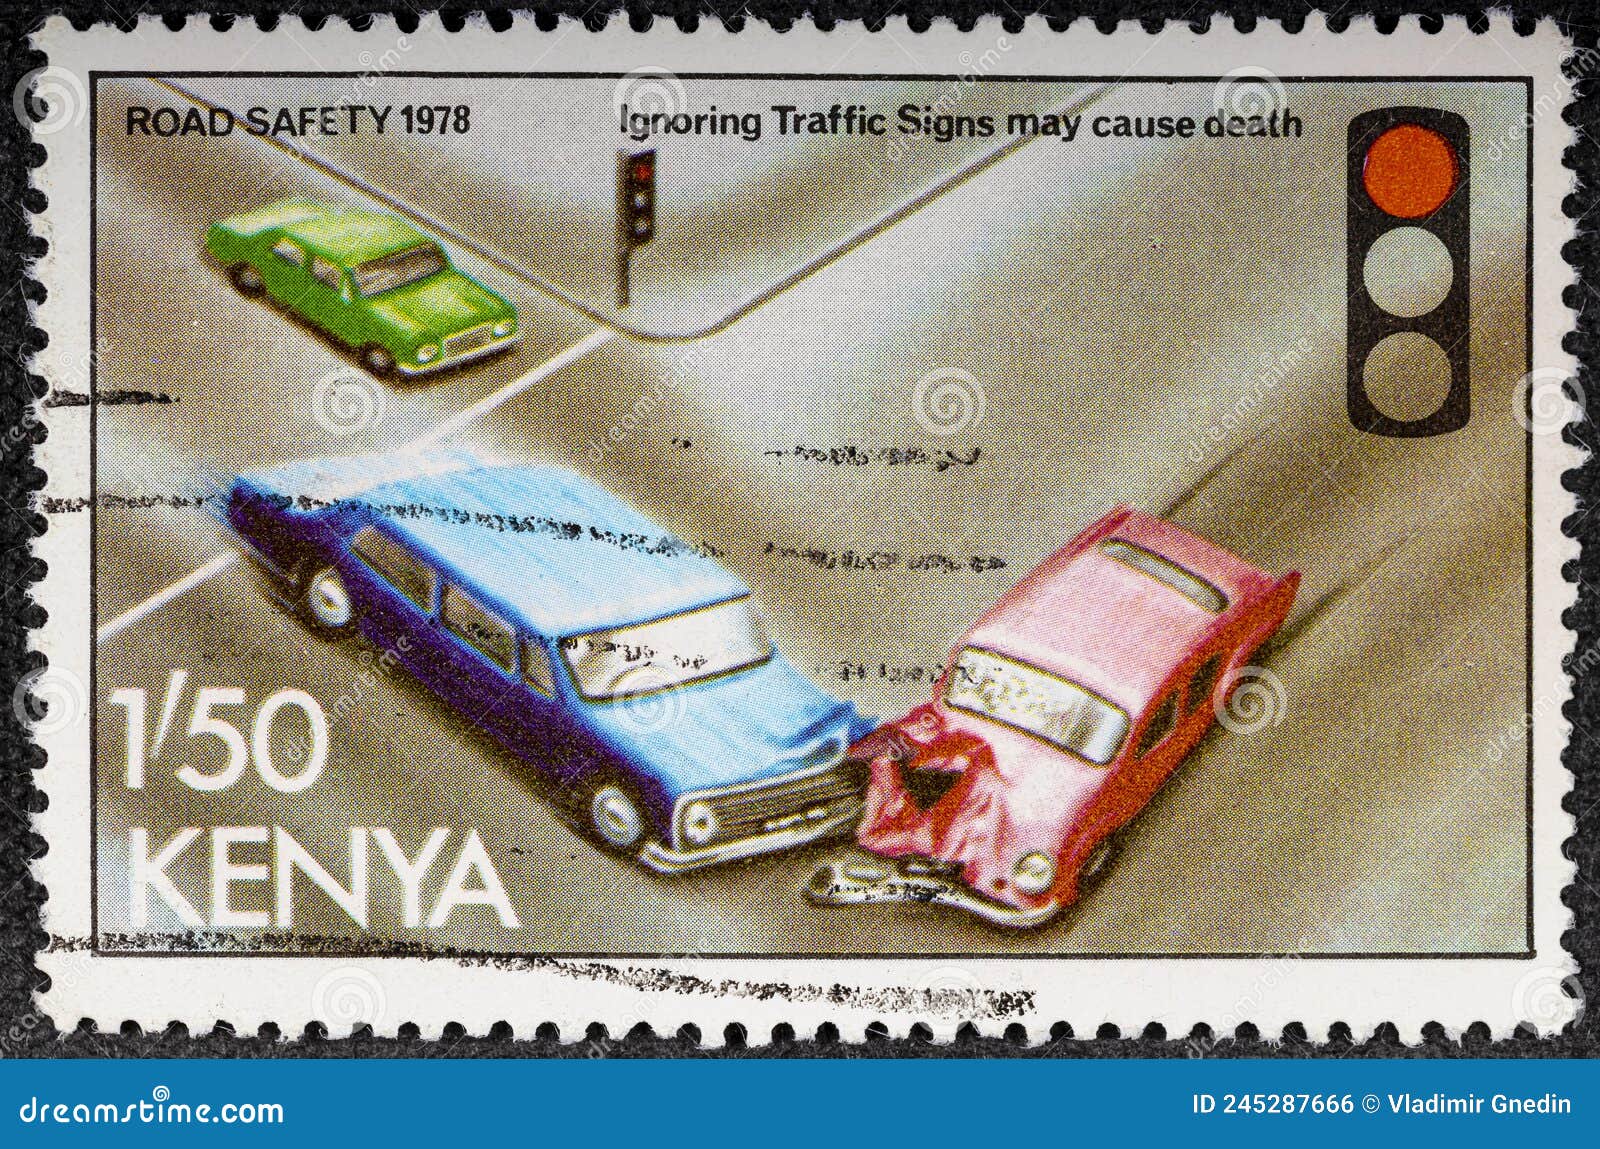 ROAD SAFETY 1978
Ignoring Traffic Signs may cause death
1/50
KENYA
dreamstime.com
ID 245287666 © Vladimir Gnedin